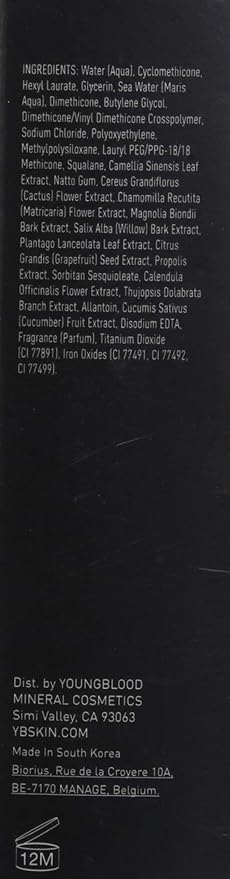 INGREDIENTS: Water (Aqua), Cyclomethicone,
Hexyl Laurate, Glycerin, Sea Water (Maris
Aqua), Dimethicone, Butylene Glycol,
Dimethicone/Vinyl Dimethicone Crosspolymer,
Sodium Chloride, Polyoxyethylene,
Methylpolysiloxane, Lauryl PEG/PPG-18/18
Methicone, Squalane, Camellia Sinensis Leaf
Extract, Natto Gum, Cereus Grandiflorus
(Cactus) Flower Extract, Chamomilla Recutita
(Matricaria) Flower Extract, Magnolia Biondii
Bark Extract, Salix Alba (Willow) Bark Extract,
Plantago Lanceolata Leaf Extract, Citrus
Grandis (Grapefruit) Seed Extract, Propolis
Extract, Sorbitan Sesquioleate, Calendula
Officinalis Flower Extract, Thujopsis Dolabrata
Branch Extract, Allantoin, Cucumis Sativus
(Cucumber) Fruit Extract, Disodium EDTA,
Fragrance (Parfum), Titanium Dioxide
(CI 77891), Iron Oxides (CI 77491, CI 77492,
CI 77499).
Dist. by YOUNGBLOOD
MINERAL COSMETICS
Simi Valley, CA 93063
YBSKIN.COM
Made In South Korea
Biorius, Rue de la Croyere 10A,
BE-7170 MANAGE, Belgium.
12M